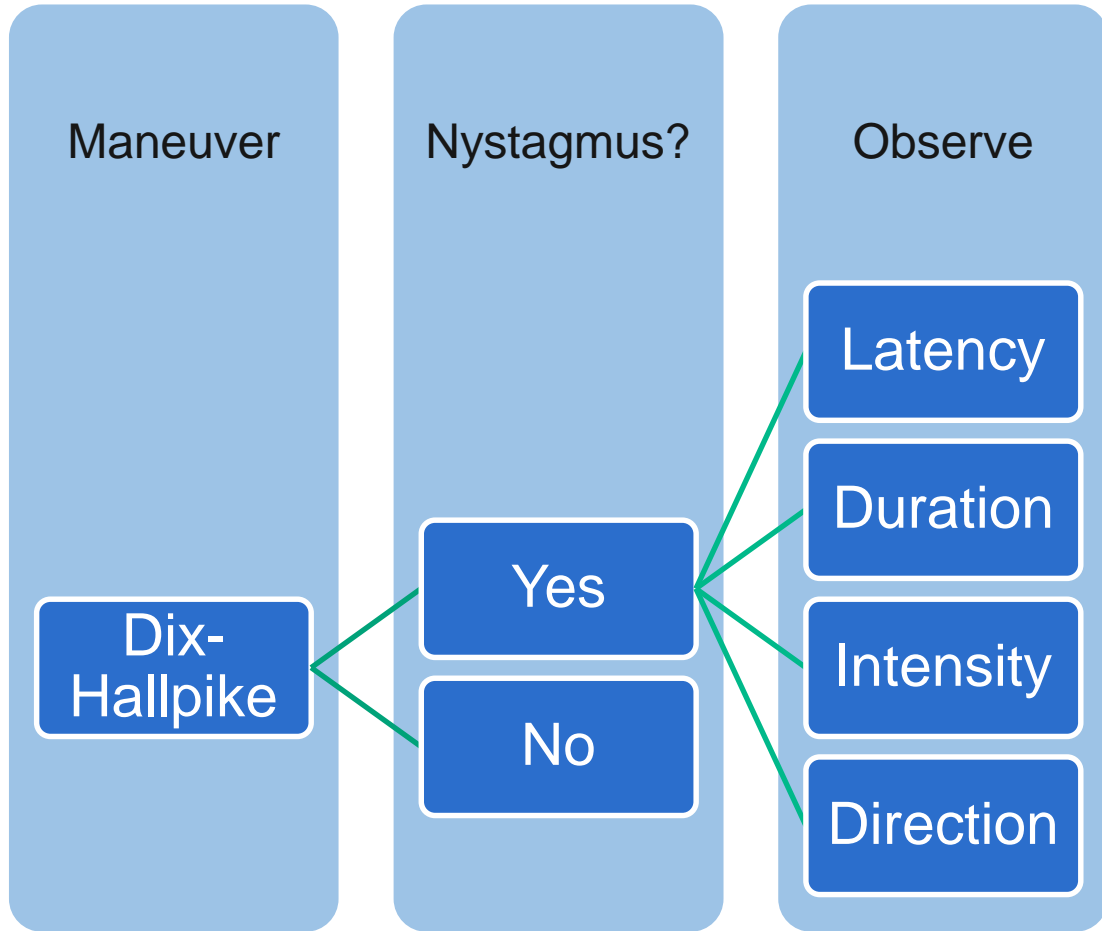 Maneuver
Nystagmus?
Observe
Dix-
Hallpike
Yes
No
Latency
Duration
Intensity
Direction